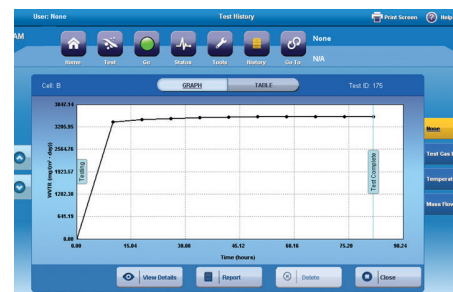 User: None
Test History
Print Screen
Help
AM
Home
Test
Go
Status
Tools
History
Go To
None
N/A
Cell: B
GRAPH
TABLE
Test ID: 175
WVTR (mg/(m² · day))
3847.14
3205.95
2564.76
1923.57
1282.38
641.19
0.00
Testing
Test Complete
0.00
15.04
30.08
45.12
60.16
75.20
90.24
Time (hours)
None
Test Gas
Temperat
Mass Flow
View Details
Report
Delete
Close